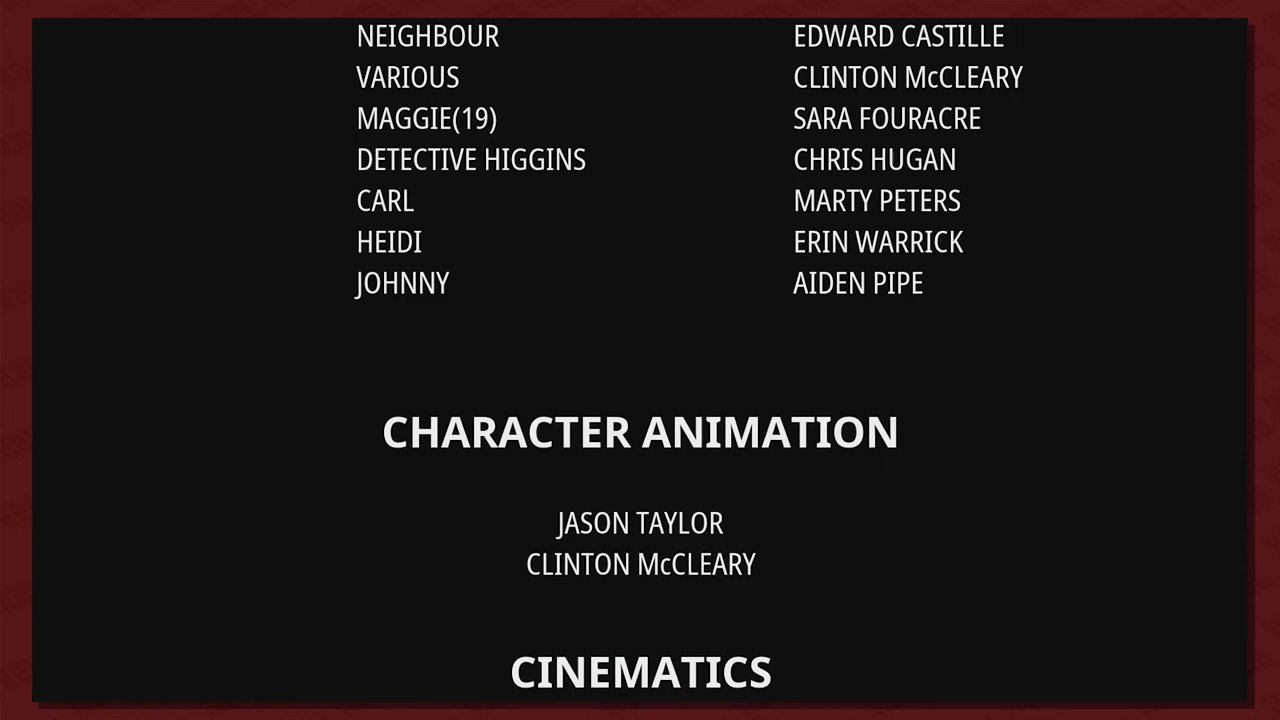 NEIGHBOUR EDWARD CASTILLE
VARIOUS CLINTON McCLEARY
MAGGIE(19) SARA FOURACRE
DETECTIVE HIGGINS CHRIS HUGAN
CARL MARTY PETERS
HEIDI ERIN WARRICK
JOHNNY AIDEN PIPE
CHARACTER ANIMATION
JASON TAYLOR
CLINTON McCLEARY
CINEMATICS